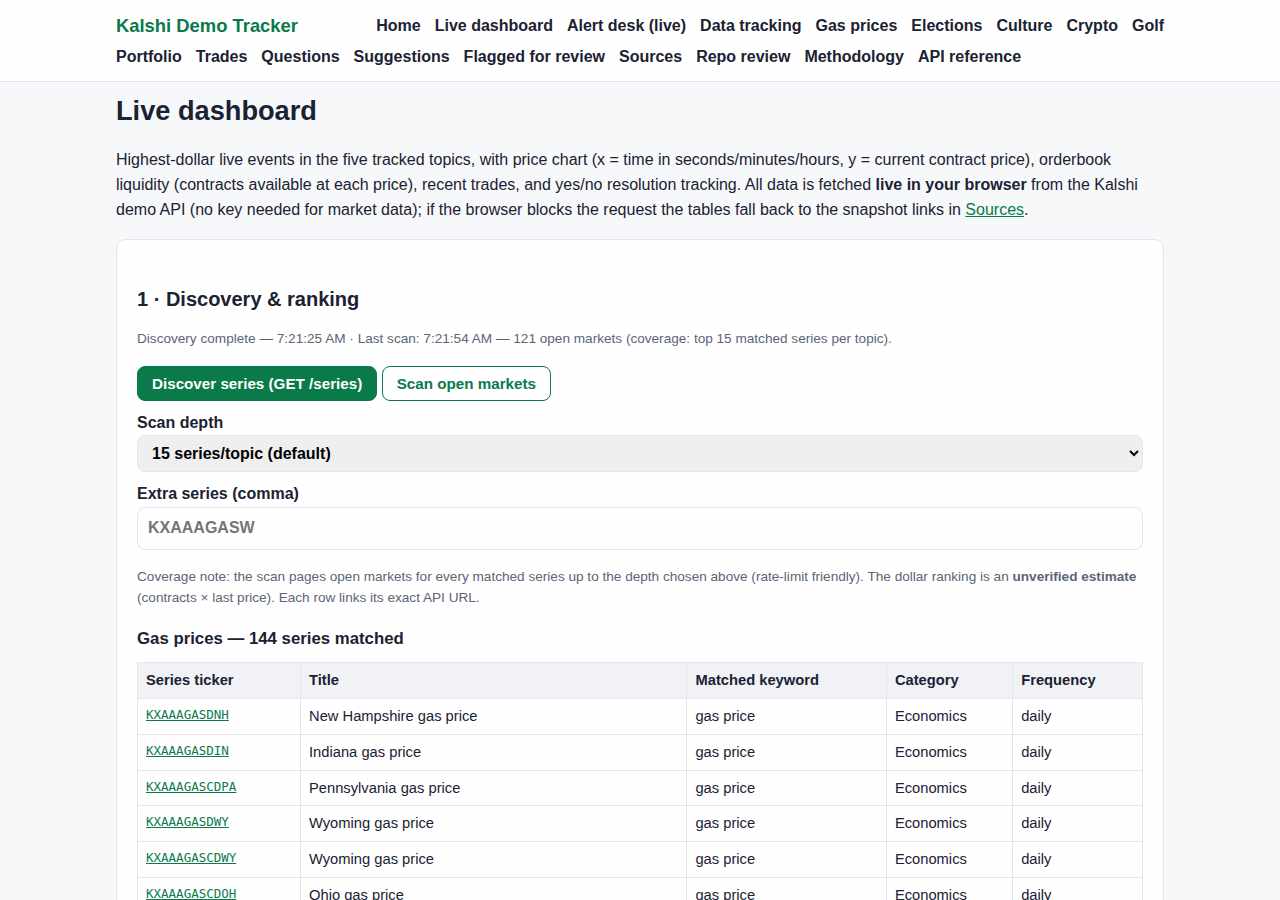 Kalshi Demo Tracker
Home Live dashboard Alert desk (live) Data tracking Gas prices Elections Culture Crypto Golf
Portfolio Trades Questions Suggestions Flagged for review Sources Repo review Methodology API reference
Live dashboard
Highest-dollar live events in the five tracked topics, with price chart (x = time in seconds/minutes/hours, y = current contract price), orderbook
liquidity (contracts available at each price), recent trades, and yes/no resolution tracking. All data is fetched live in your browser from the Kalshi
demo API (no key needed for market data); if the browser blocks the request the tables fall back to the snapshot links in Sources.
1 · Discovery & ranking
Discovery complete — 7:21:25 AM · Last scan: 7:21:54 AM — 121 open markets (coverage: top 15 matched series per topic).
Discover series (GET /series) Scan open markets
Scan depth
15 series/topic (default)
Extra series (comma)
KXAAAGASW
Coverage note: the scan pages open markets for every matched series up to the depth chosen above (rate-limit friendly). The dollar ranking is an unverified estimate
(contracts × last price). Each row links its exact API URL.
Gas prices — 144 series matched
Series ticker Title Matched keyword Category Frequency
KXAAAGASDNH New Hampshire gas price gas price Economics daily
KXAAAGASDIN Indiana gas price gas price Economics daily
KXAAAGASCDPA Pennsylvania gas price gas price Economics daily
KXAAAGASDWY Wyoming gas price gas price Economics daily
KXAAAGASCDWY Wyoming gas price gas price Economics daily
KXAAAGASCDOH Ohio gas price gas price Economics daily